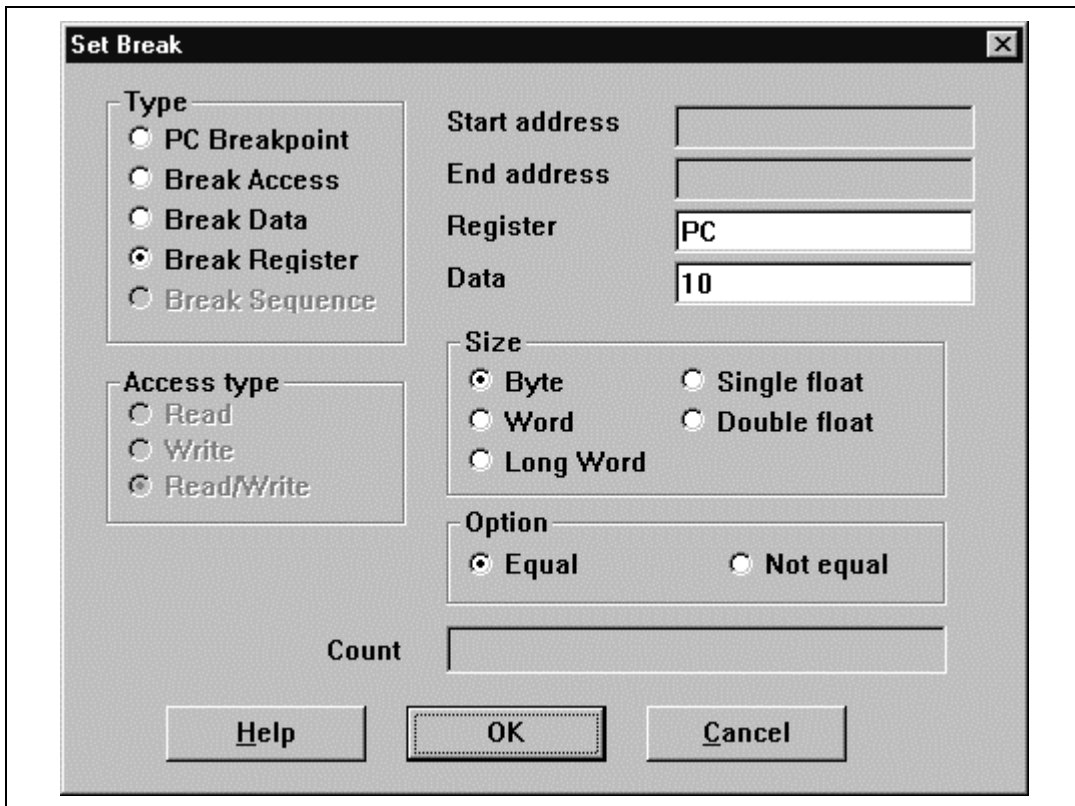 Set Break
Type
PC Breakpoint
Break Access
Break Data
Break Register
Break Sequence
Access type
Read
Write
Read/Write
Start address
End address
Register PC
Data 10
Size
Byte Single float
Word Double float
Long Word
Option
Equal Not equal
Count
Help OK Cancel